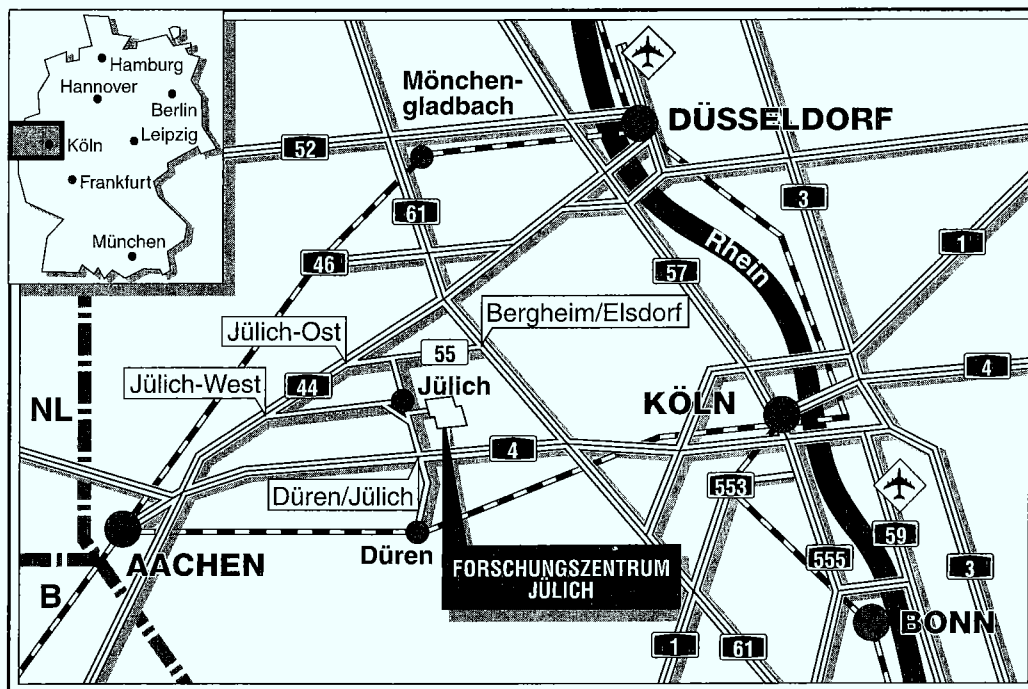 Hamburg
Hannover
Berlin
Leipzig
Köln
Frankfurt
München
Mönchen-
gladbach
DÜSSELDORF
52
61
3
1
46
Rhein
57
Bergheim/Elsdorf
Jülich-Ost
55
4
Jülich-West
44
Jülich
NL
KÖLN
4
553
Düren/Jülich
AACHEN
Düren
FORSCHUNGSZENTRUM
JÜLICH
555
59
3
B
BONN
1
61